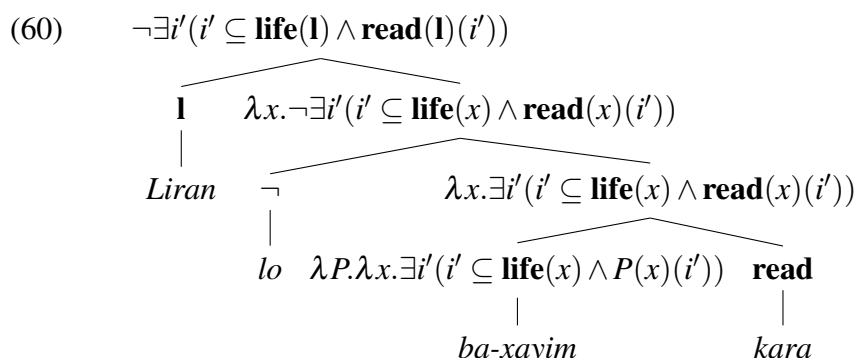 (60) ¬∃i′(i′ ⊆ life(l) ∧ read(l)(i′))
l λx.¬∃i′(i′ ⊆ life(x) ∧ read(x)(i′))
Liran ¬ λx.∃i′(i′ ⊆ life(x) ∧ read(x)(i′))
lo λP.λx.∃i′(i′ ⊆ life(x) ∧ P(x)(i′)) read
ba-xayim kara